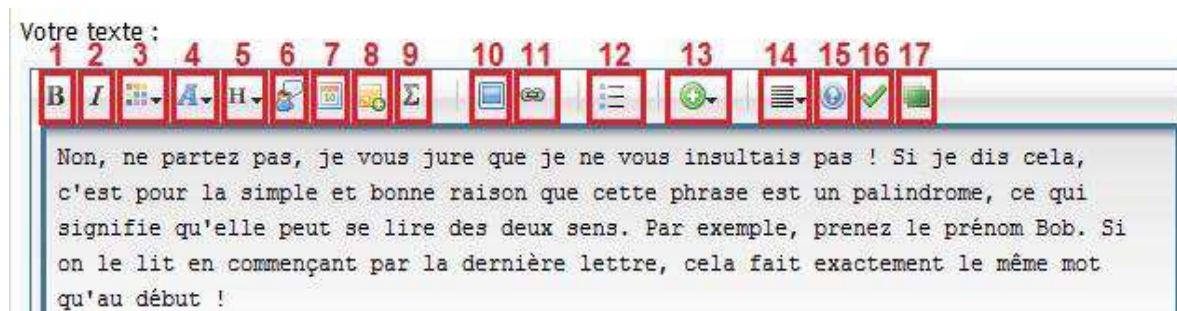 Votre texte :
1 2 3 4 5 6 7 8 9 10 11 12 13 14 15 16 17
B I H 10 Σ
Non, ne partez pas, je vous jure que je ne vous insultais pas ! Si je dis cela,
c'est pour la simple et bonne raison que cette phrase est un palindrome, ce qui
signifie qu'elle peut se lire des deux sens. Par exemple, prenez le prénom Bob. Si
on le lit en commençant par la dernière lettre, cela fait exactement le même mot
qu'au début !